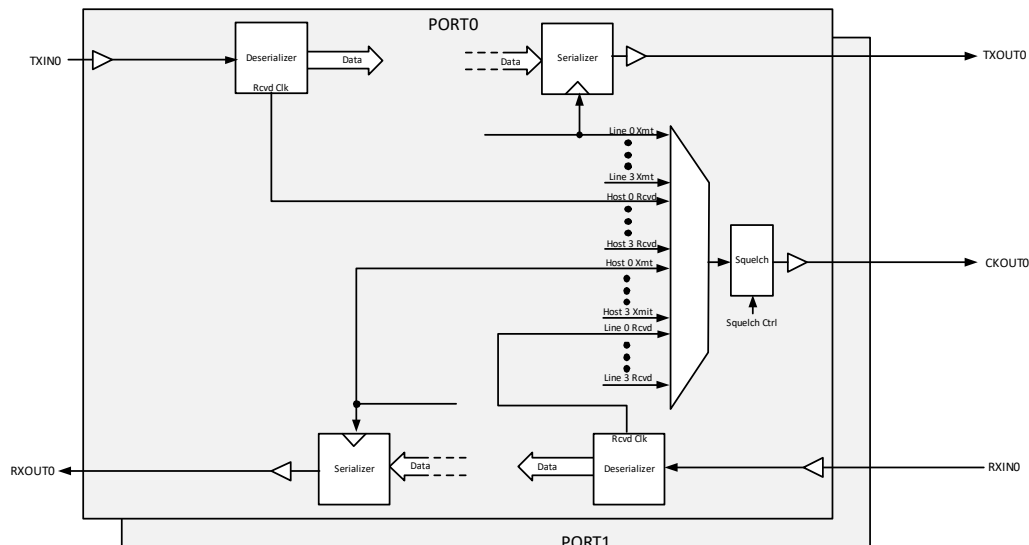 PORT0
TXIN0
Deserializer
Rcvd Clk
Data
Data
Serializer
TXOUT0
Line 0 Xmt
Line 3 Xmt
Host 0 Rcvd
Host 3 Rcvd
Host 0 Xmt
Host 3 Xmit
Line 0 Rcvd
Line 3 Rcvd
Squelch
Squelch Ctrl
CKOUT0
RXOUT0
Serializer
Data
Data
Rcvd Clk
Deserializer
RXIN0
PORT1